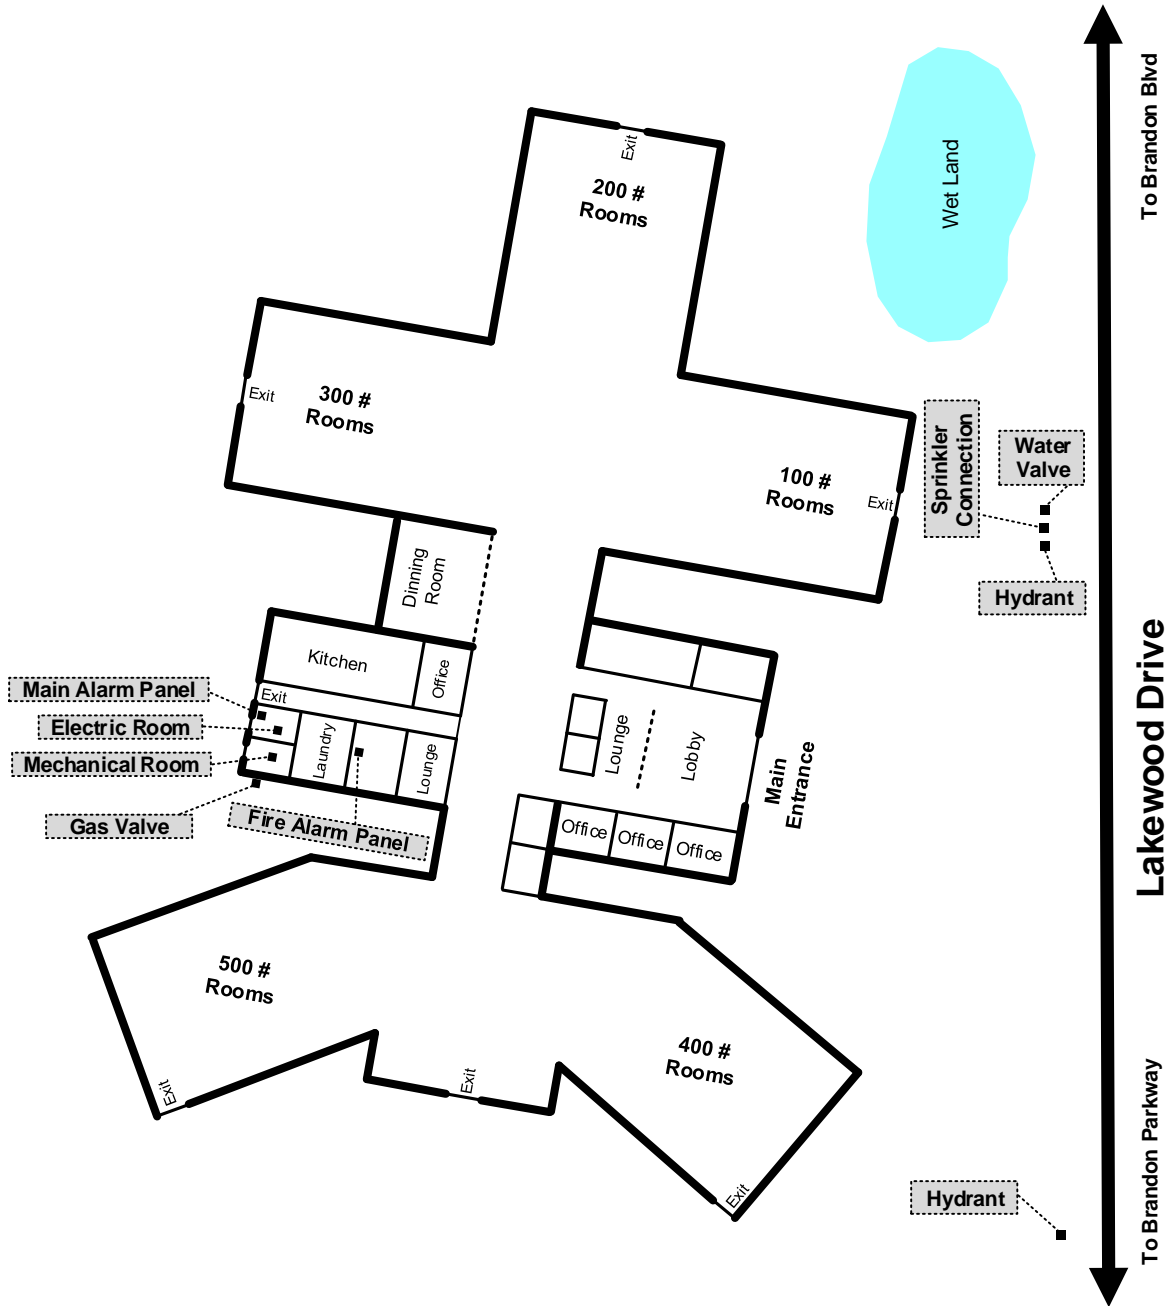 To Brandon Blvd
Wet Land
Exit
200 #
Rooms
Exit
300 #
Rooms
100 #
Rooms
Exit
Sprinkler
Connection
Water
Valve
Hydrant
Dinning
Room
Kitchen
Office
Exit
Main Alarm Panel
Electric Room
Mechanical Room
Gas Valve
Laundry
Lounge
Fire Alarm Panel
Lounge
Lobby
Main
Entrance
Office
Office
Office
Lakewood Drive
500 #
Rooms
400 #
Rooms
Exit
Exit
Exit
Hydrant
To Brandon Parkway